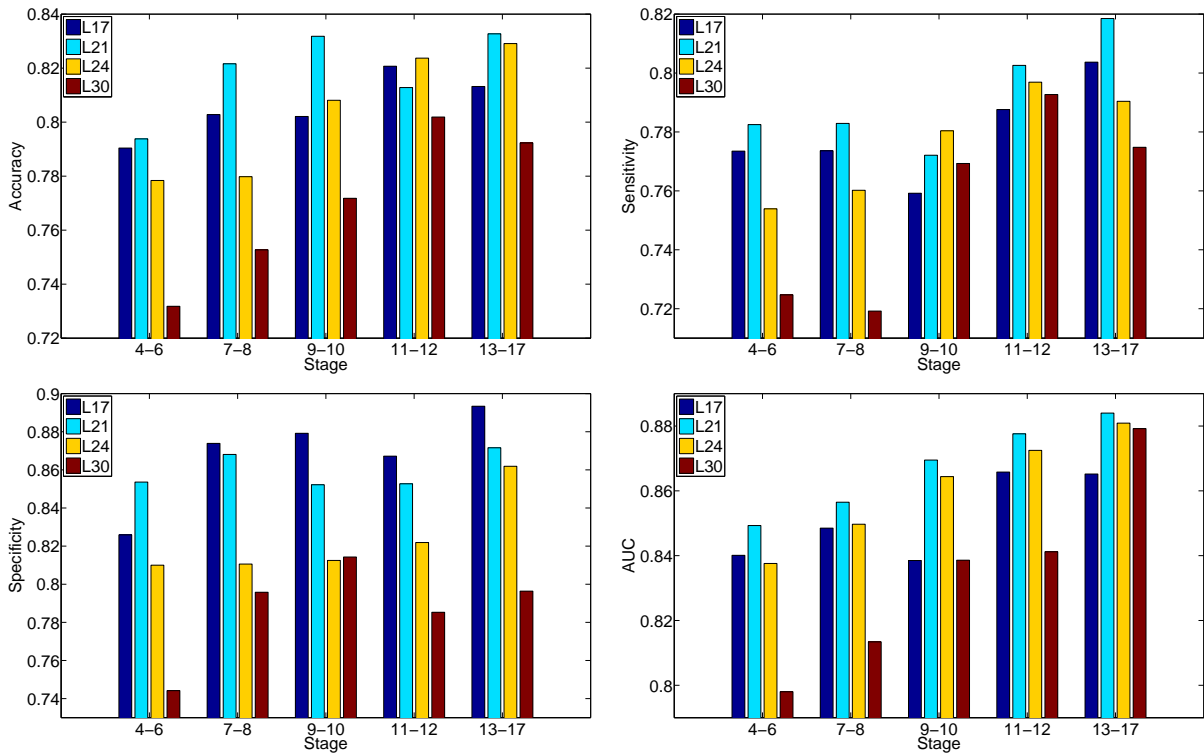 0.84
0.82
0.8
0.78
0.76
0.74
0.72
Accuracy
L17
L21
L24
L30
4–6
7–8
9–10
11–12
13–17
Stage
0.82
0.8
0.78
0.76
0.74
0.72
Sensitivity
L17
L21
L24
L30
4–6
7–8
9–10
11–12
13–17
Stage
0.9
0.88
0.86
0.84
0.82
0.8
0.78
0.76
0.74
Specificity
L17
L21
L24
L30
4–6
7–8
9–10
11–12
13–17
Stage
0.88
0.86
0.84
0.82
0.8
AUC
L17
L21
L24
L30
4–6
7–8
9–10
11–12
13–17
Stage